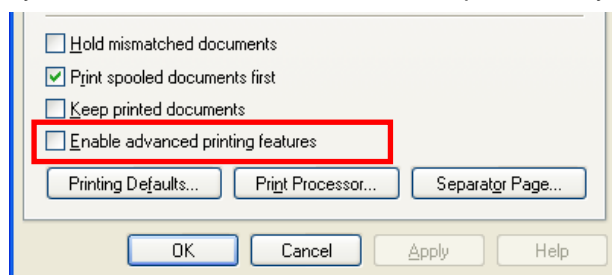 Hold mismatched documents
Print spooled documents first
Keep printed documents
Enable advanced printing features
Printing Defaults... Print Processor... Separator Page...
OK Cancel Apply Help